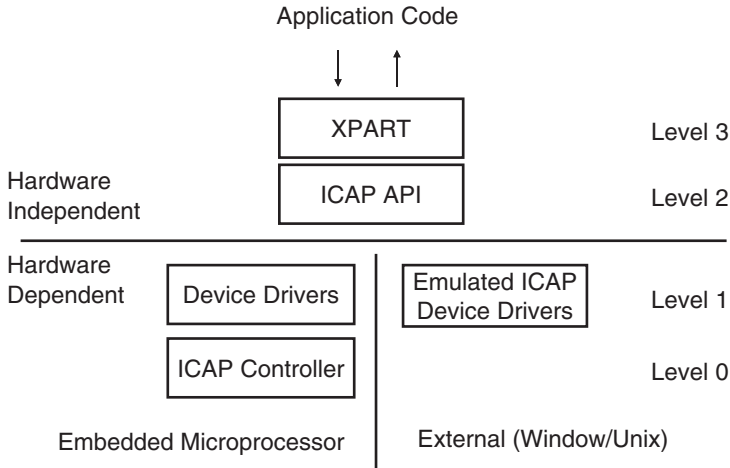 Application Code
XPART
Level 3
Hardware
Independent
ICAP API
Level 2
Hardware
Dependent
Device Drivers
Emulated ICAP
Device Drivers
Level 1
ICAP Controller
Level 0
Embedded Microprocessor
External (Window/Unix)